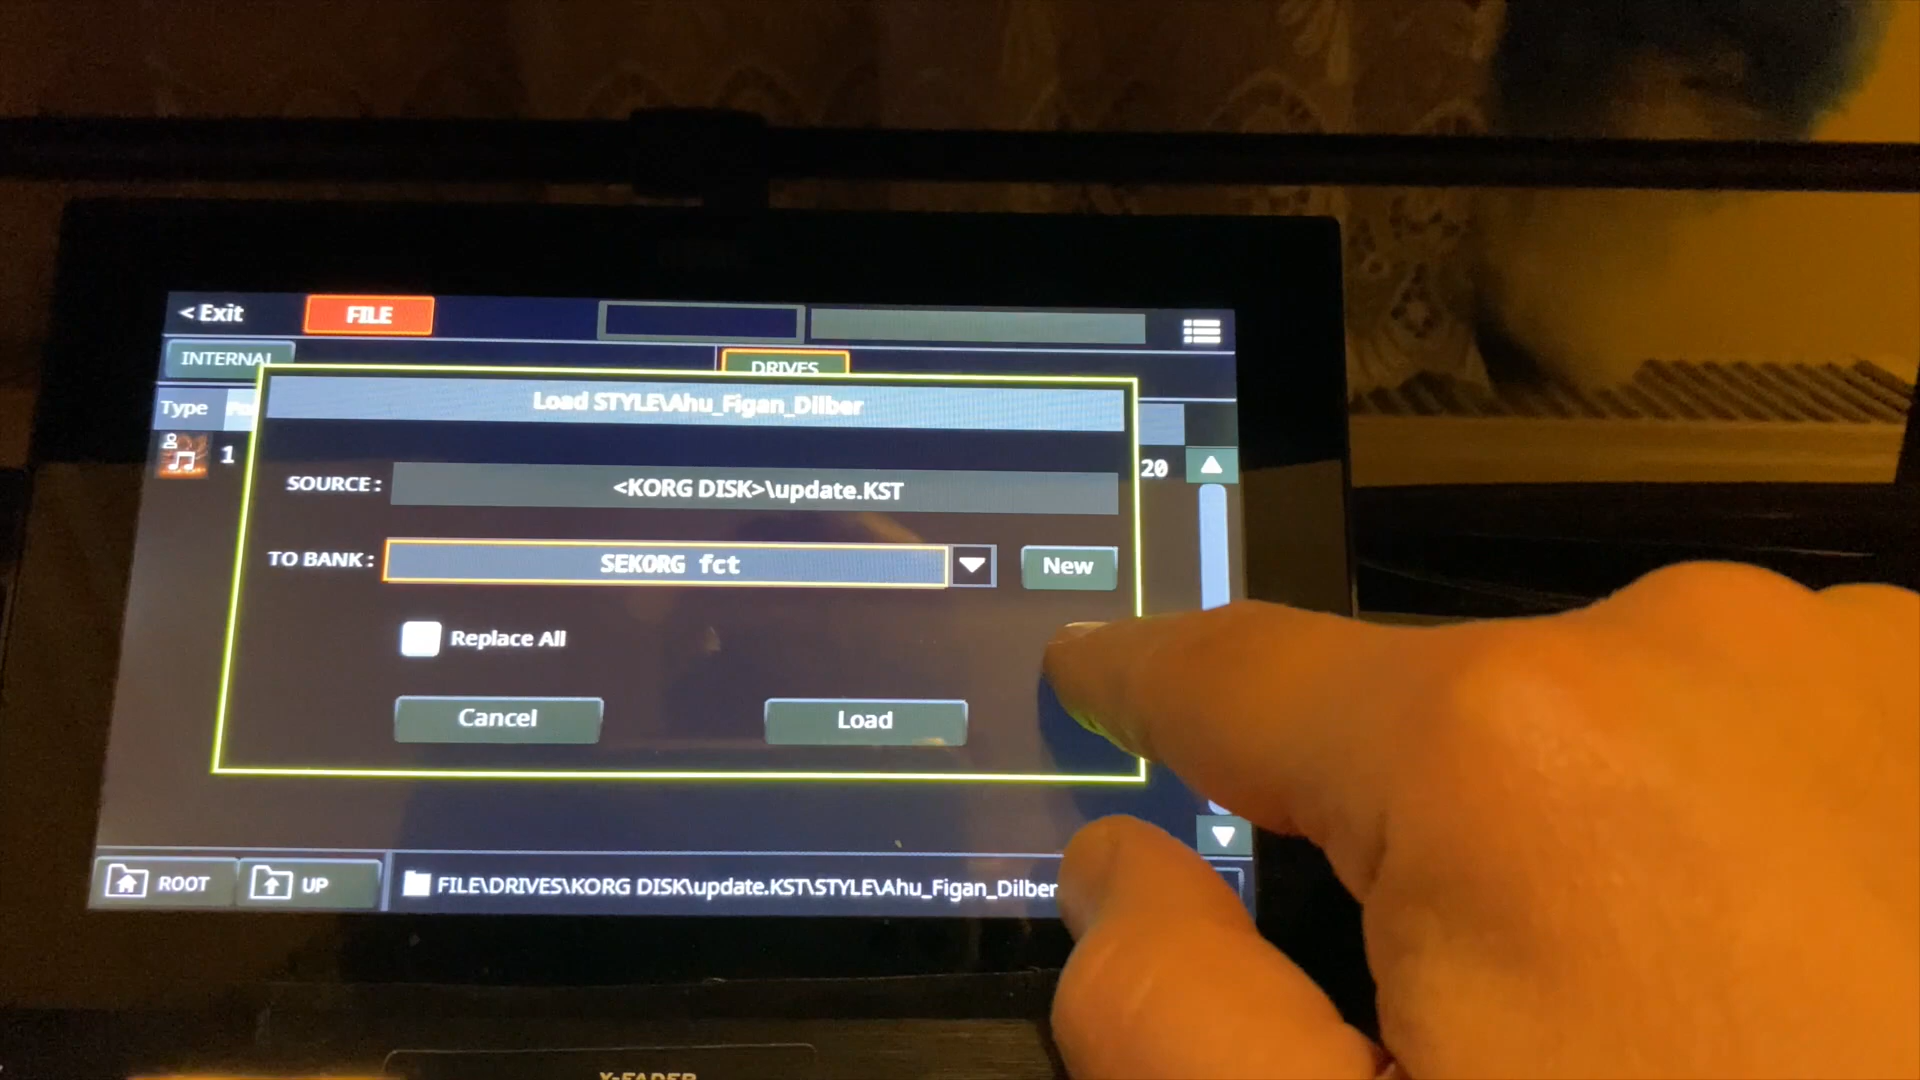 < Exit
FILE
INTERNAL
DRIVES
Type
1
20
Load STYLE\Ahu_Figan_Dilber
SOURCE :
<KORG DISK>\update.KST
TO BANK :
SEKORG fct
New
Replace All
Cancel
Load
ROOT
UP
FILE\DRIVES\KORG DISK\update.KST\STYLE\Ahu_Figan_Dilber
X-FADER